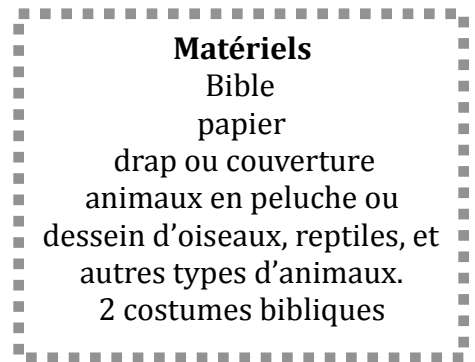 Matériels
Bible
papier
drap ou couverture
animaux en peluche ou
dessein d’oiseaux, reptiles, et
autres types d’animaux.
2 costumes bibliques